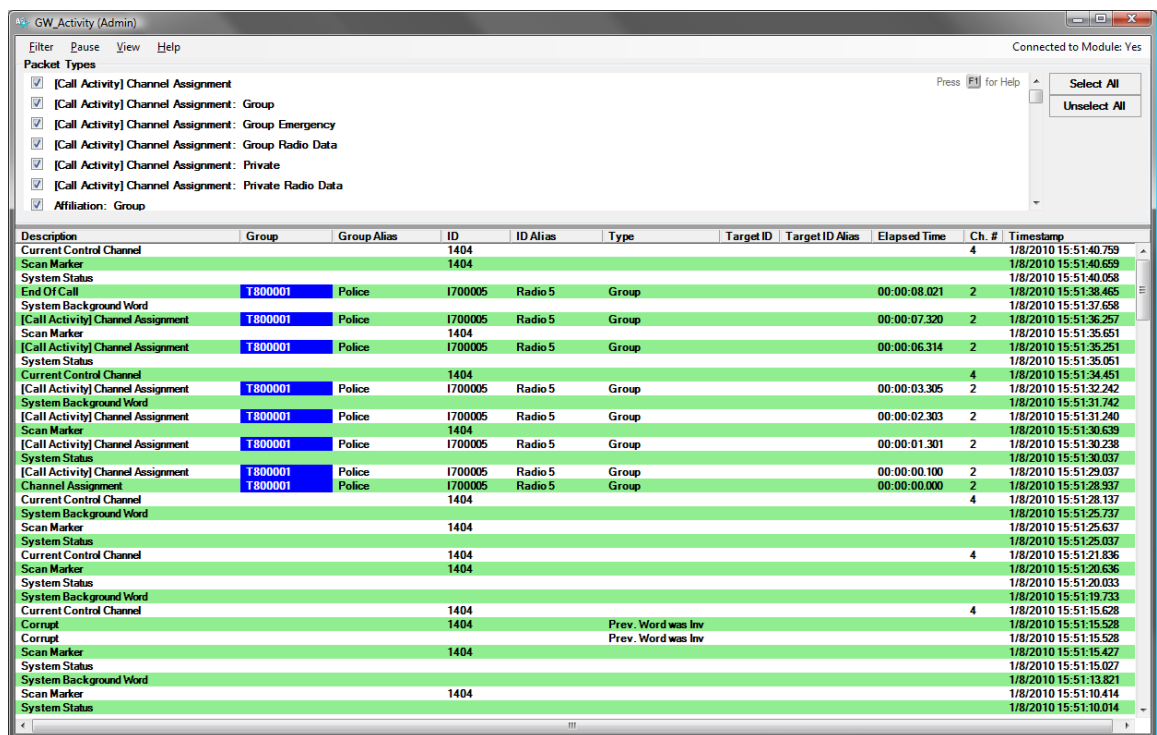 GW_Activity (Admin)
Filter Pause View Help Connected to Module: Yes
Packet Types
[Call Activity] Channel Assignment Press F1 for Help Select All
[Call Activity] Channel Assignment: Group Unselect All
[Call Activity] Channel Assignment: Group Emergency
[Call Activity] Channel Assignment: Group Radio Data
[Call Activity] Channel Assignment: Private
[Call Activity] Channel Assignment: Private Radio Data
Affiliation: Group
Description Group Group Alias ID ID Alias Type Target ID Target ID Alias Elapsed Time Ch. # Timestamp
Current Control Channel 1404 4 1/8/2010 15:51:40.759
Scan Marker 1404 1/8/2010 15:51:40.659
System Status 1/8/2010 15:51:40.058
End Of Call T800001 Police I700005 Radio 5 Group 00:00:08.021 2 1/8/2010 15:51:38.465
System Background Word 1/8/2010 15:51:37.658
[Call Activity] Channel Assignment T800001 Police I700005 Radio 5 Group 00:00:07.320 2 1/8/2010 15:51:36.257
Scan Marker 1404 1/8/2010 15:51:35.651
[Call Activity] Channel Assignment T800001 Police I700005 Radio 5 Group 00:00:06.314 2 1/8/2010 15:51:35.251
System Status 1/8/2010 15:51:35.051
Current Control Channel 1404 4 1/8/2010 15:51:34.451
[Call Activity] Channel Assignment T800001 Police I700005 Radio 5 Group 00:00:03.305 2 1/8/2010 15:51:32.242
System Background Word 1/8/2010 15:51:31.742
[Call Activity] Channel Assignment T800001 Police I700005 Radio 5 Group 00:00:02.303 2 1/8/2010 15:51:31.240
Scan Marker 1404 1/8/2010 15:51:30.639
[Call Activity] Channel Assignment T800001 Police I700005 Radio 5 Group 00:00:01.301 2 1/8/2010 15:51:30.238
System Status 1/8/2010 15:51:30.037
[Call Activity] Channel Assignment T800001 Police I700005 Radio 5 Group 00:00:00.100 2 1/8/2010 15:51:29.037
Channel Assignment T800001 Police I700005 Radio 5 Group 00:00:00.000 2 1/8/2010 15:51:28.937
Current Control Channel 1404 4 1/8/2010 15:51:28.137
System Background Word 1/8/2010 15:51:25.737
Scan Marker 1404 1/8/2010 15:51:25.637
System Status 1/8/2010 15:51:25.037
Current Control Channel 1404 4 1/8/2010 15:51:21.836
Scan Marker 1404 1/8/2010 15:51:20.636
System Status 1/8/2010 15:51:20.033
System Background Word 1/8/2010 15:51:19.733
Current Control Channel 1404 4 1/8/2010 15:51:15.628
Corrupt 1404 Prev. Word was Inv 1/8/2010 15:51:15.528
Corrupt Prev. Word was Inv 1/8/2010 15:51:15.528
Scan Marker 1404 1/8/2010 15:51:15.427
System Status 1/8/2010 15:51:15.027
System Background Word 1/8/2010 15:51:13.821
Scan Marker 1404 1/8/2010 15:51:10.414
System Status 1/8/2010 15:51:10.014